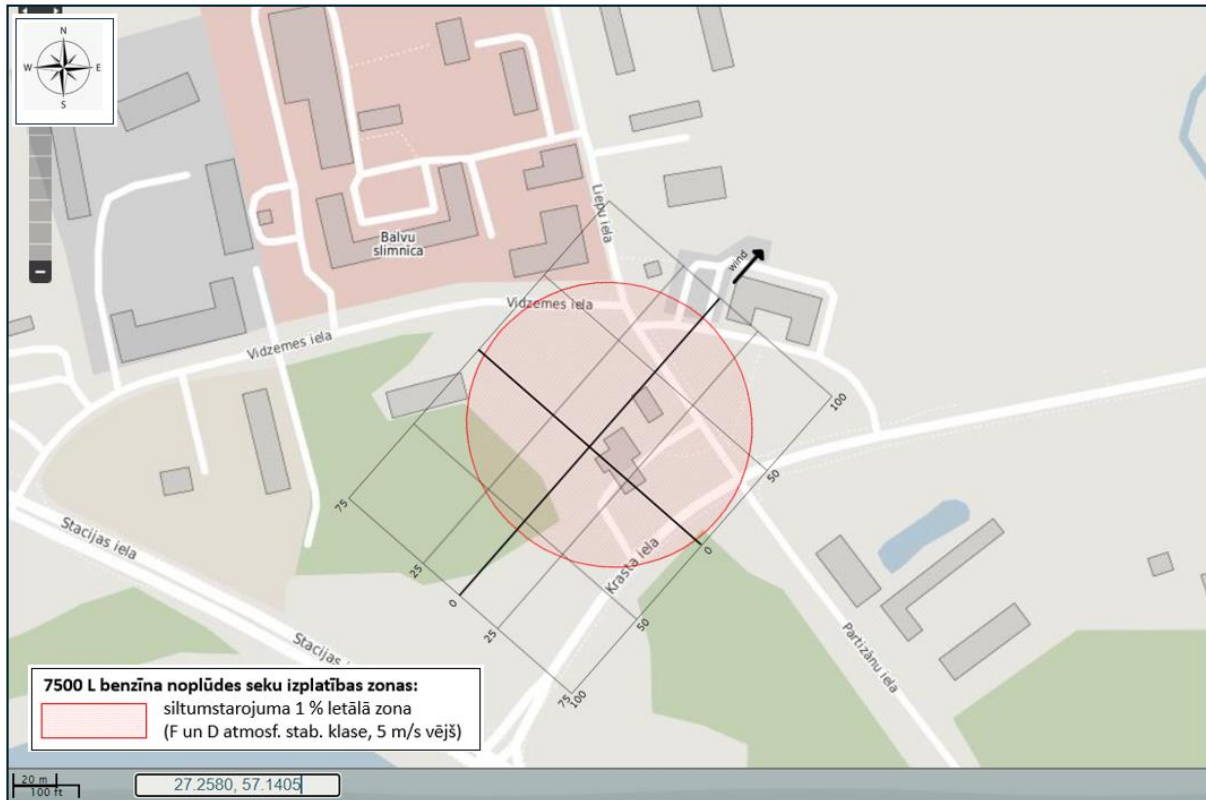 N
W E
S
Liepu iela
Balvu
slimnica
wind
Vidzemes iela
Vidzemes iela
100
50
75
Stacijas iela
25
0
0
Krasta iela
25
50
Partizānu iela
Stacijas i
75
100
7500 L benzīna noplūdes seku izplatības zonas:
siltumstarojuma 1 % letālā zona
(F un D atmosf. stab. klase, 5 m/s vējš)
20 m
100 ft
27.2580, 57.1405